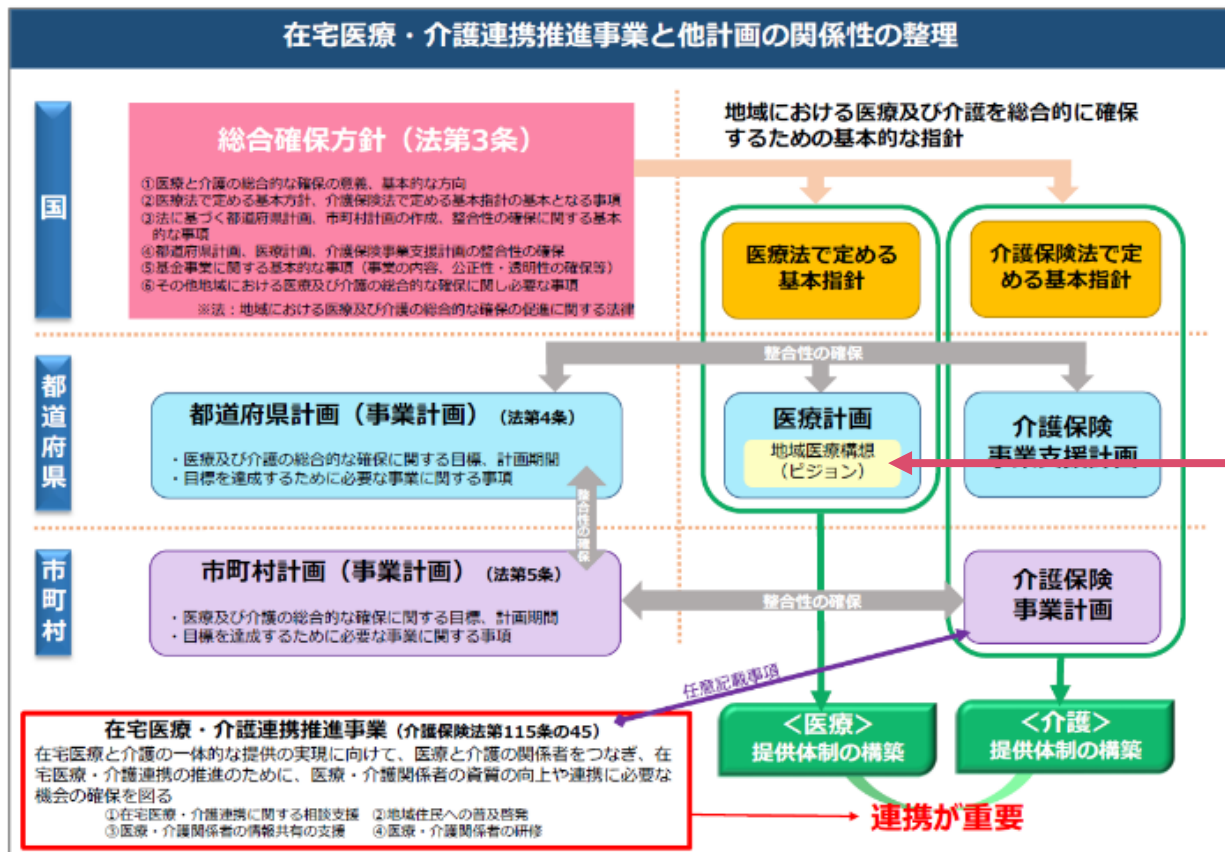 在宅医療・介護連携推進事業と他計画の関係性の整理
国
総合確保方針（法第3条）
①医療と介護の総合的な確保の意義、基本的な方向
②医療法で定める基本方針、介護保険法で定める基本指針の基本となる事項
③法に基づく都道府県計画、市町村計画の作成、整合性の確保に関する基本
的な事項
④都道府県計画、医療計画、介護保険事業支援計画の整合性の確保
⑤基金事業に関する基本的な事項（事業の内容、公正性・透明性の確保等）
⑥その他地域における医療及び介護の総合的な確保に関し必要な事項
※法：地域における医療及び介護の総合的な確保の促進に関する法律
地域における医療及び介護を総合的に確保
するための基本的な指針
医療法で定める
基本指針
介護保険法で定
める基本指針
都道府県
整合性の確保
都道府県計画（事業計画）（法第4条）
・医療及び介護の総合的な確保に関する目標、計画期間
・目標を達成するために必要な事業に関する事項
医療計画
地域医療構想
（ビジョン）
介護保険
事業支援計画
整合性の確保
市町村
市町村計画（事業計画）（法第5条）
・医療及び介護の総合的な確保に関する目標、計画期間
・目標を達成するために必要な事業に関する事項
整合性の確保
介護保険
事業計画
任意記載事項
在宅医療・介護連携推進事業（介護保険法第115条の45）
在宅医療と介護の一体的な提供の実現に向けて、医療と介護の関係者をつなぎ、在
宅医療・介護連携の推進のために、医療・介護関係者の資質の向上や連携に必要な
機会の確保を図る
①在宅医療・介護連携に関する相談支援 ②地域住民への普及啓発
③医療・介護関係者の情報共有の支援 ④医療・介護関係者の研修
＜医療＞
提供体制の構築
＜介護＞
提供体制の構築
連携が重要